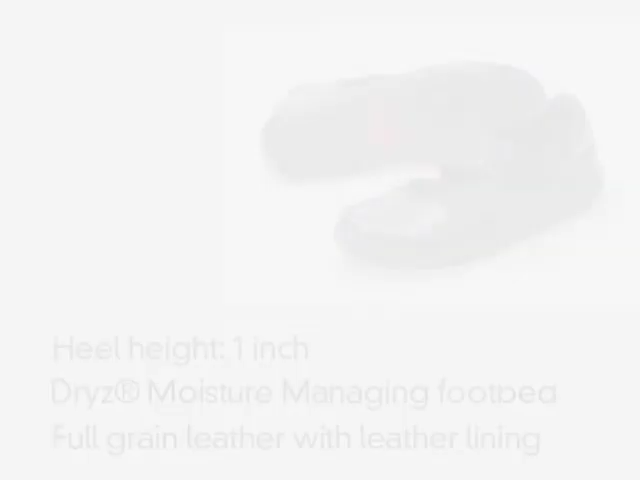 Heel height: 1 inch
Dryz® Moisture Managing footbed
Full grain leather with leather lining